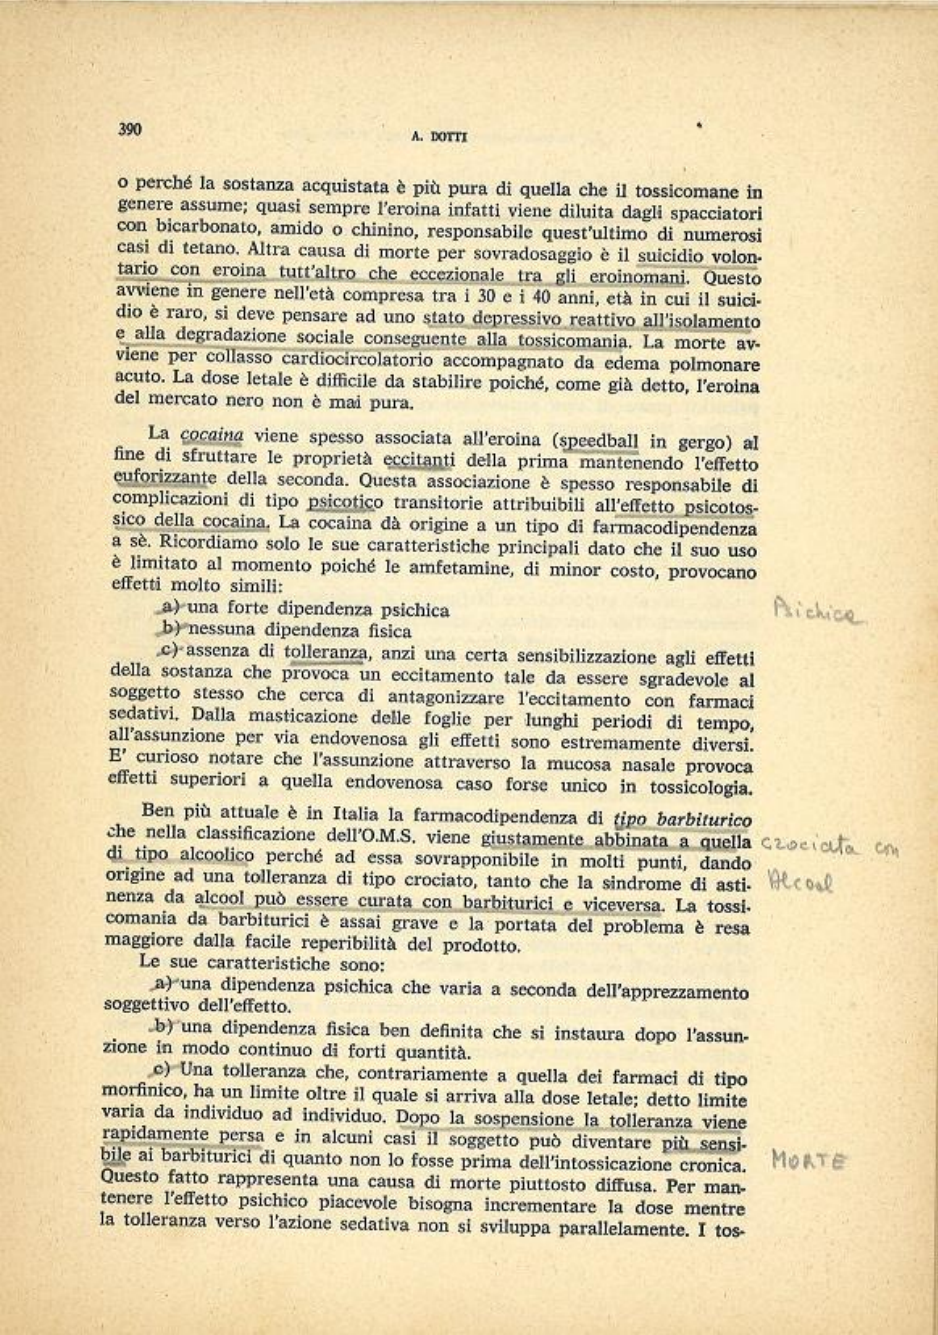 390
A. DOTTI
o perché la sostanza acquistata è più pura di quella che il tossicomane in
genere assume; quasi sempre l'eroina infatti viene diluita dagli spacciatori
con bicarbonato, amido o chinino, responsabile quest'ultimo di numerosi
casi di tetano. Altra causa di morte per sovradosaggio è il suicidio volon-
tario con eroina tutt'altro che eccezionale tra gli eroinomani. Questo
avviene in genere nell'età compresa tra i 30 e i 40 anni, età in cui il suici-
dio è raro, si deve pensare ad uno stato depressivo reattivo all'isolamento
e alla degradazione sociale conseguente alla tossicomania. La morte av-
viene per collasso cardiocircolatorio accompagnato da edema polmonare
acuto. La dose letale è difficile da stabilire poiché, come già detto, l'eroina
del mercato nero non è mai pura.
La cocaina viene spesso associata all'eroina (speedball in gergo) al
fine di sfruttare le proprietà eccitanti della prima mantenendo l'effetto
euforizzante della seconda. Questa associazione è spesso responsabile di
complicazioni di tipo psicotico transitorie attribuibili all'effetto psicotos-
sico della cocaina. La cocaina dà origine a un tipo di farmacodipendenza
a sè. Ricordiamo solo le sue caratteristiche principali dato che il suo uso
è limitato al momento poiché le amfetamine, di minor costo, provocano
effetti molto simili:
a) una forte dipendenza psichica Psichica
b) nessuna dipendenza fisica
c) assenza di tolleranza, anzi una certa sensibilizzazione agli effetti
della sostanza che provoca un eccitamento tale da essere sgradevole al
soggetto stesso che cerca di antagonizzare l'eccitamento con farmaci
sedativi. Dalla masticazione delle foglie per lunghi periodi di tempo,
all'assunzione per via endovenosa gli effetti sono estremamente diversi.
E' curioso notare che l'assunzione attraverso la mucosa nasale provoca
effetti superiori a quella endovenosa caso forse unico in tossicologia.
Ben più attuale è in Italia la farmacodipendenza di tipo barbiturico
che nella classificazione dell'O.M.S. viene giustamente abbinata a quella crociata con
di tipo alcoolico perché ad essa sovrapponibile in molti punti, dando
origine ad una tolleranza di tipo crociato, tanto che la sindrome di asti- Alcool
nenza da alcool può essere curata con barbiturici e viceversa. La tossi-
comania da barbiturici è assai grave e la portata del problema è resa
maggiore dalla facile reperibilità del prodotto.
Le sue caratteristiche sono:
a) una dipendenza psichica che varia a seconda dell'apprezzamento
soggettivo dell'effetto.
b) una dipendenza fisica ben definita che si instaura dopo l'assun-
zione in modo continuo di forti quantità.
c) Una tolleranza che, contrariamente a quella dei farmaci di tipo
morfinico, ha un limite oltre il quale si arriva alla dose letale; detto limite
varia da individuo ad individuo. Dopo la sospensione la tolleranza viene
rapidamente persa e in alcuni casi il soggetto può diventare più sensi-
bile ai barbiturici di quanto non lo fosse prima dell'intossicazione cronica. MORTE
Questo fatto rappresenta una causa di morte piuttosto diffusa. Per man-
tenere l'effetto psichico piacevole bisogna incrementare la dose mentre
la tolleranza verso l'azione sedativa non si sviluppa parallelamente. I tos-